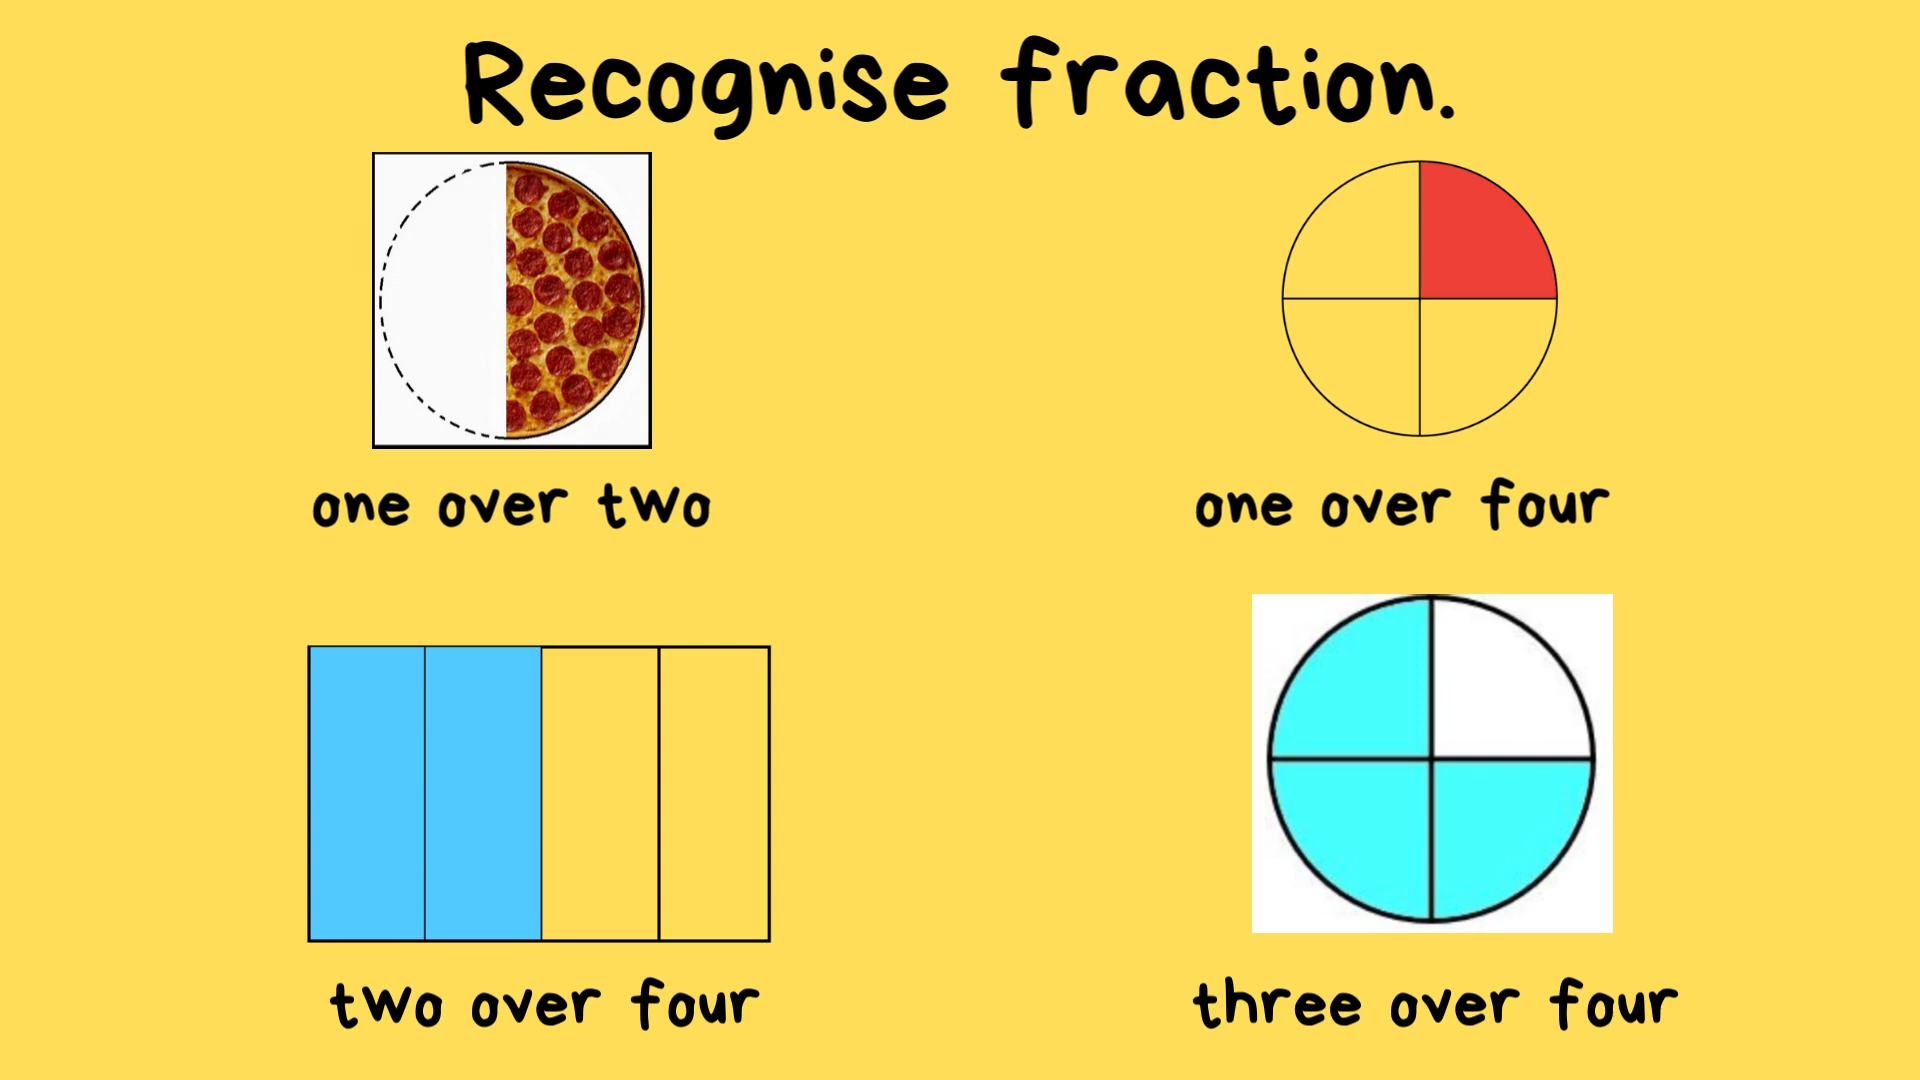 Recognise fraction.
one over two
one over four
two over four
three over four